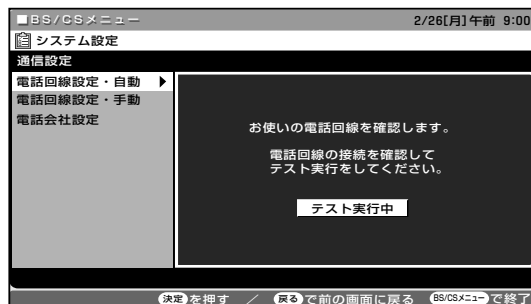 ■BS/CSメニュー 2/26[月]午前 9:00
システム設定
通信設定
電話回線設定・自動 ▶
電話回線設定・手動
電話会社設定
お使いの電話回線を確認します。
電話回線の接続を確認して
テスト実行をしてください。
テスト実行中
決定を押す / 戻るで前の画面に戻る BS/CSメニューで終了